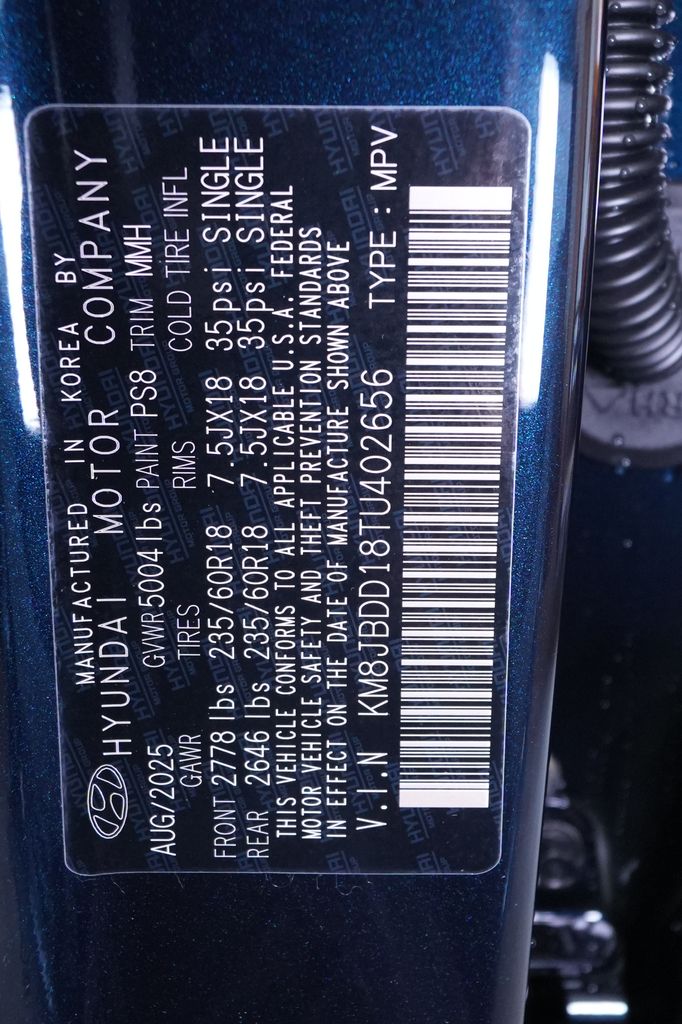 MANUFACTURED IN KOREA BY
HYUNDAI MOTOR COMPANY
AUG/2025 GVWR 5004 lbs PAINT PS8 TRIM MMH
GAWR TIRES RIMS COLD TIRE INFL
FRONT 2778 lbs 235/60R18 7.5JX18 35psi SINGLE
REAR 2646 lbs 235/60R18 7.5JX18 35psi SINGLE
THIS VEHICLE CONFORMS TO ALL APPLICABLE U.S.A. FEDERAL
MOTOR VEHICLE SAFETY AND THEFT PREVENTION STANDARDS
IN EFFECT ON THE DATE OF MANUFACTURE SHOWN ABOVE
V.I.N KM8JBDD18TU402656 TYPE : MPV